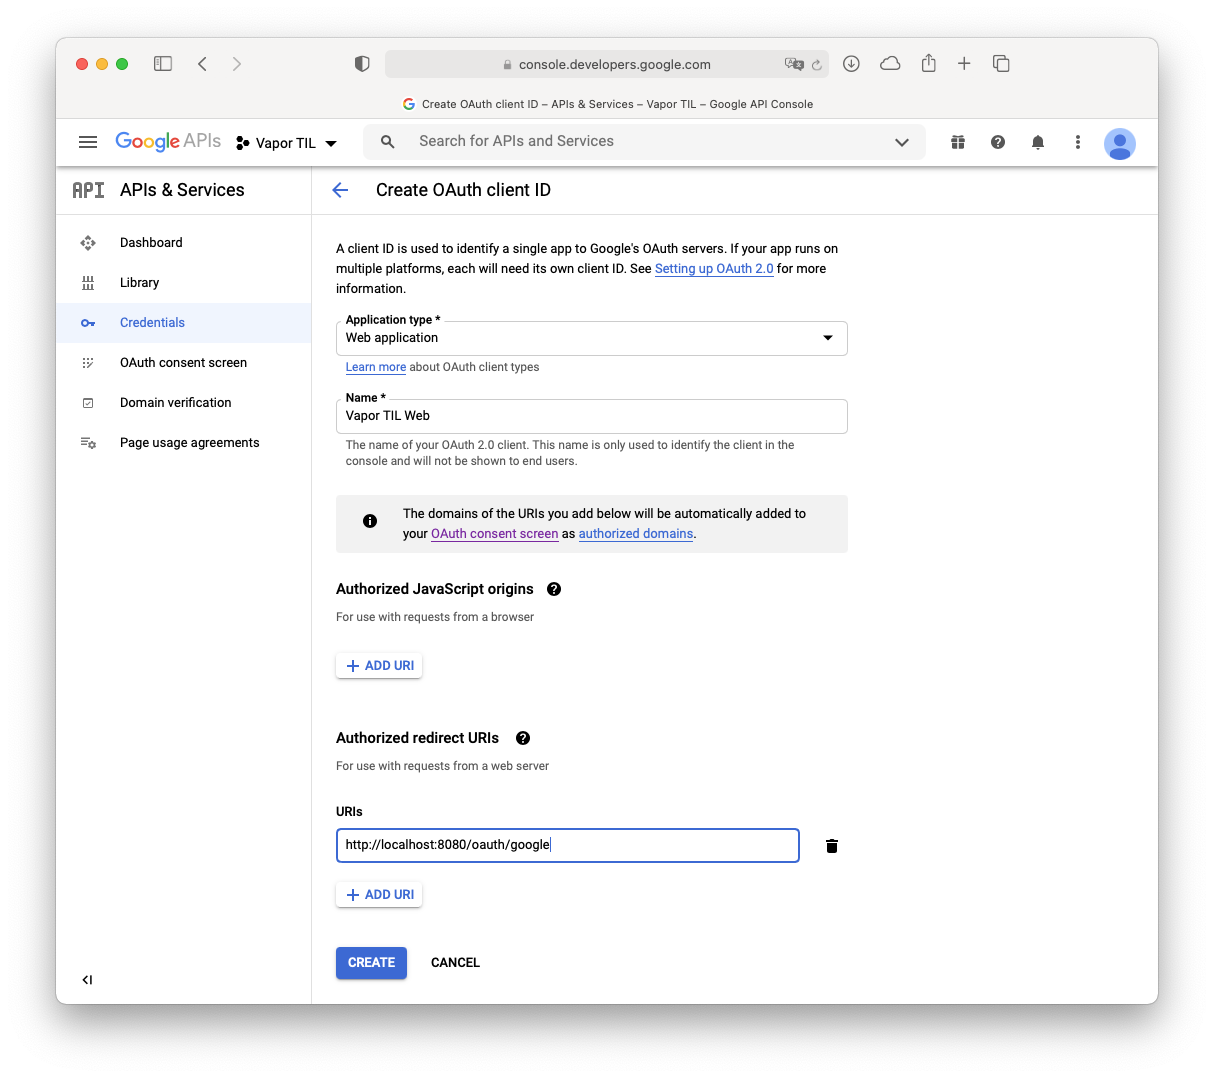 console.developers.google.com
Create OAuth client ID – APIs & Services – Vapor TIL – Google API Console
Google APIs
Vapor TIL
Search for APIs and Services
API APIs & Services
Create OAuth client ID
Dashboard
Library
Credentials
OAuth consent screen
Domain verification
Page usage agreements
A client ID is used to identify a single app to Google's OAuth servers. If your app runs on
multiple platforms, each will need its own client ID. See Setting up OAuth 2.0 for more
information.
Application type *
Web application
Learn more about OAuth client types
Name *
Vapor TIL Web
The name of your OAuth 2.0 client. This name is only used to identify the client in the
console and will not be shown to end users.
The domains of the URIs you add below will be automatically added to
your OAuth consent screen as authorized domains.
Authorized JavaScript origins
For use with requests from a browser
ADD URI
Authorized redirect URIs
For use with requests from a web server
URIs
http://localhost:8080/oauth/google
ADD URI
CREATE
CANCEL